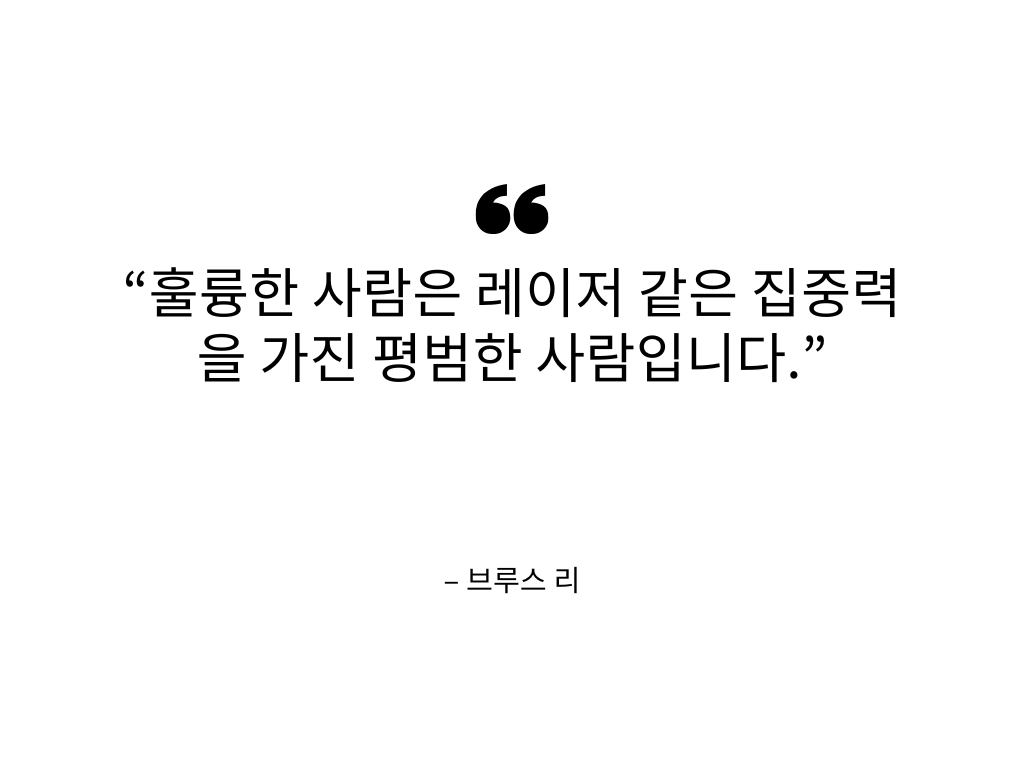 ❝
“훌륭한 사람은 레이저 같은 집중력
을 가진 평범한 사람입니다.”
– 브루스 리